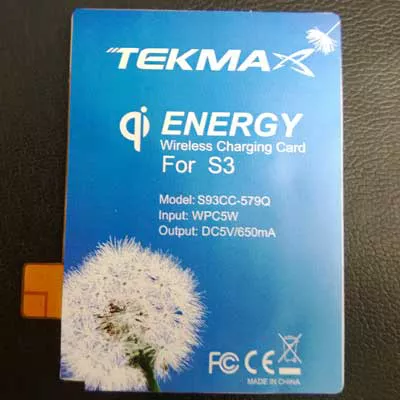 TEKMAX
qi ENERGY
Wireless Charging Card
For S3
Model: S93CC-579Q
Input: WPC5W
Output: DC5V/650mA
FC CE
MADE IN CHINA